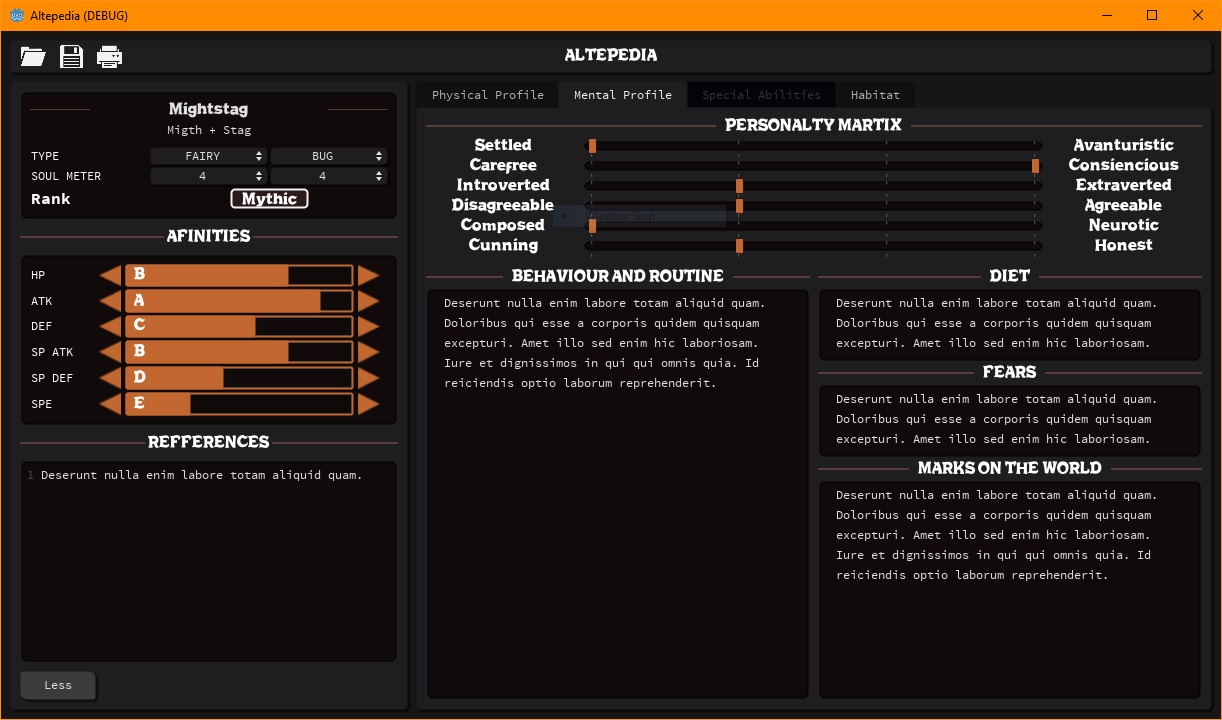 Altepedia (DEBUG)
ALTEPEDIA
Mightstag
Migth + Stag
TYPE FAIRY BUG
SOUL METER 4 4
Rank Mythic
AFINITIES
HP B
ATK A
DEF C
SP ATK B
SP DEF D
SPE E
REFFERENCES
1 Deserunt nulla enim labore totam aliquid quam.
Less
Physical Profile Mental Profile Special Abilities Habitat
PERSONALTY MARTIX
Settled Avanturistic
Carefree Consiencious
Introverted Extraverted
Disagreeable Agreeable
Window Snip
Composed Neurotic
Cunning Honest
BEHAVIOUR AND ROUTINE
Deserunt nulla enim labore totam aliquid quam.
Doloribus qui esse a corporis quidem quisquam
excepturi. Amet illo sed enim hic laboriosam.
Iure et dignissimos in qui qui omnis quia. Id
reiciendis optio laborum reprehenderit.
DIET
Deserunt nulla enim labore totam aliquid quam.
Doloribus qui esse a corporis quidem quisquam
excepturi. Amet illo sed enim hic laboriosam.
FEARS
Deserunt nulla enim labore totam aliquid quam.
Doloribus qui esse a corporis quidem quisquam
excepturi. Amet illo sed enim hic laboriosam.
MARKS ON THE WORLD
Deserunt nulla enim labore totam aliquid quam.
Doloribus qui esse a corporis quidem quisquam
excepturi. Amet illo sed enim hic laboriosam.
Iure et dignissimos in qui qui omnis quia. Id
reiciendis optio laborum reprehenderit.